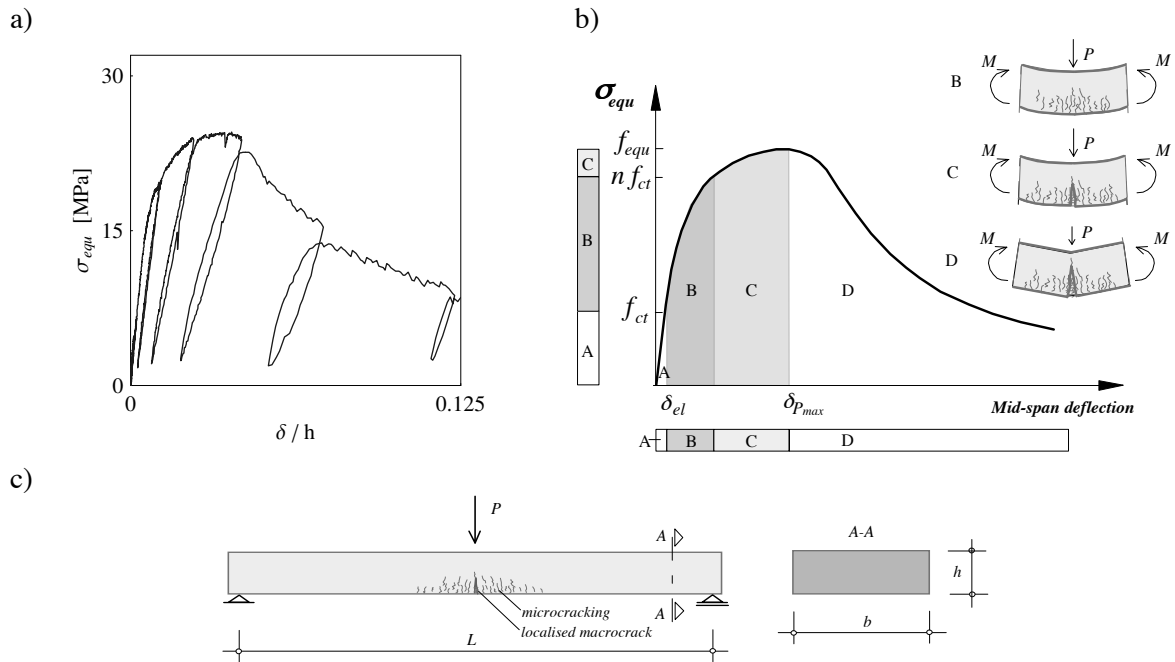 a)
30
15
0
σequ [MPa]
0
0.125
δ / h
b)
σequ
fequ
n fct
fct
C
B
A
A
B
C
D
δel
δPmax
Mid-span deflection
A
B
C
D
B
M
P
M
C
M
P
M
D
M
P
M
c)
P
A
A
microcracking
localised macrocrack
L
A-A
h
b